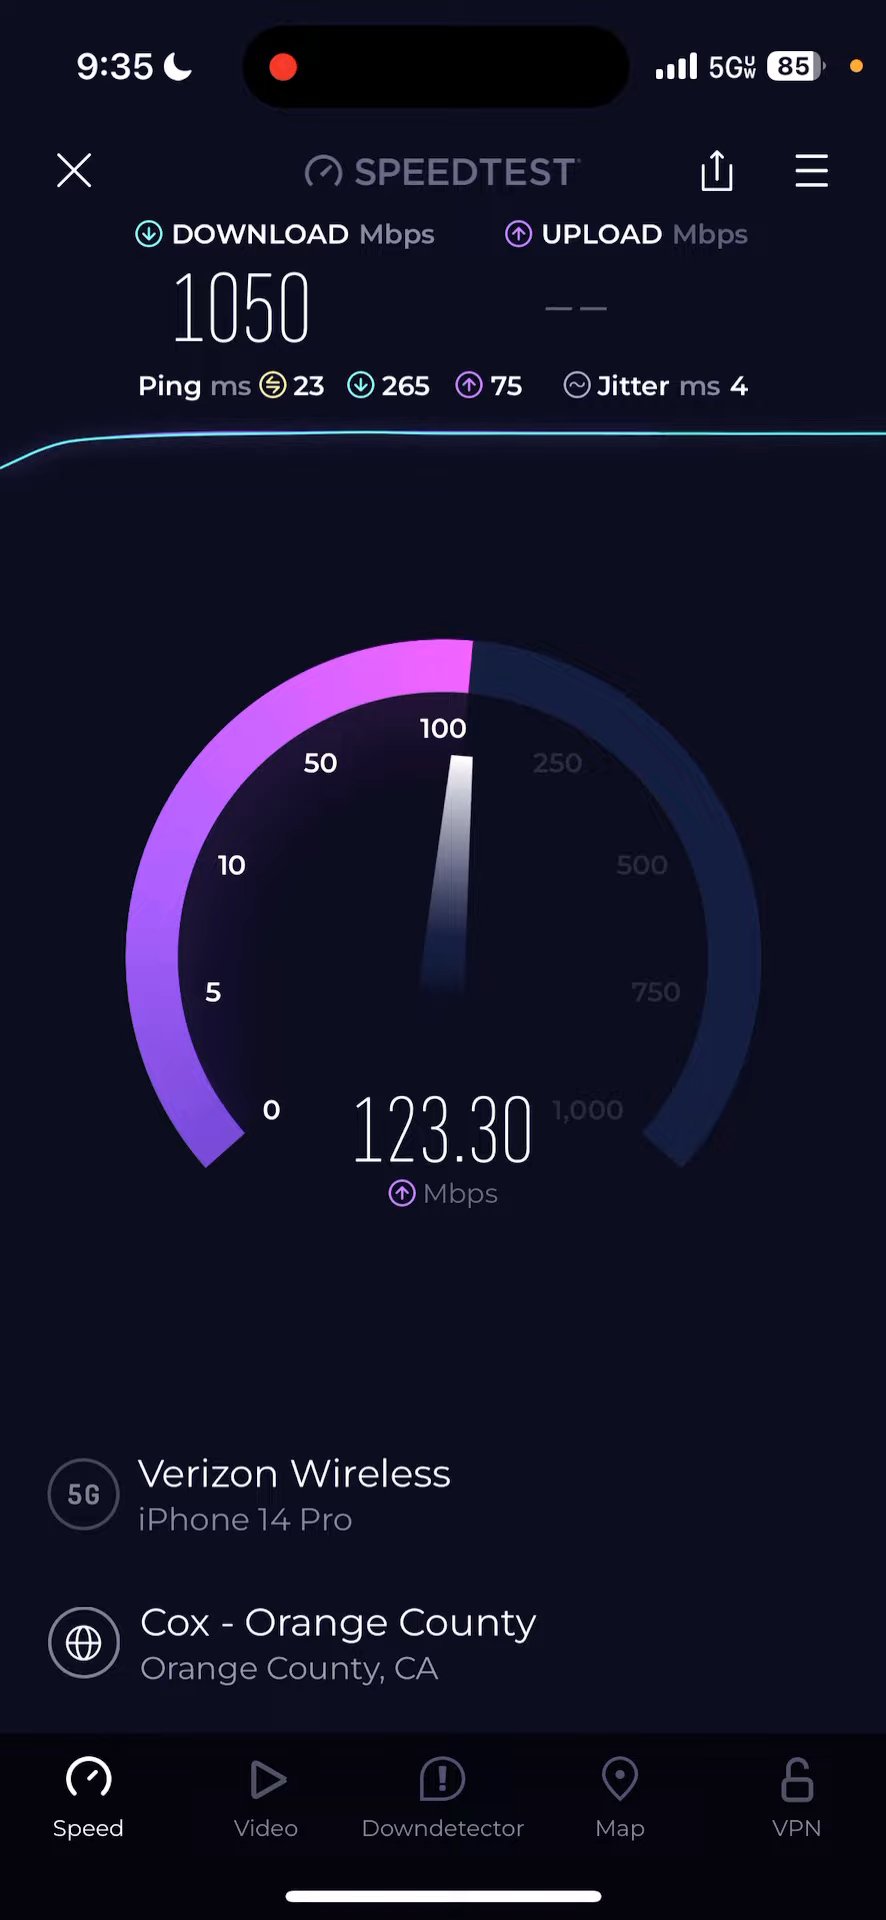 9:35 5G UW 85
SPEEDTEST
DOWNLOAD Mbps UPLOAD Mbps
1050 — —
Ping ms 23 265 75 Jitter ms 4
100
50 250
10 500
5 750
0 123.30 1,000
Mbps
5G Verizon Wireless
iPhone 14 Pro
Cox - Orange County
Orange County, CA
Speed Video Downdetector Map VPN